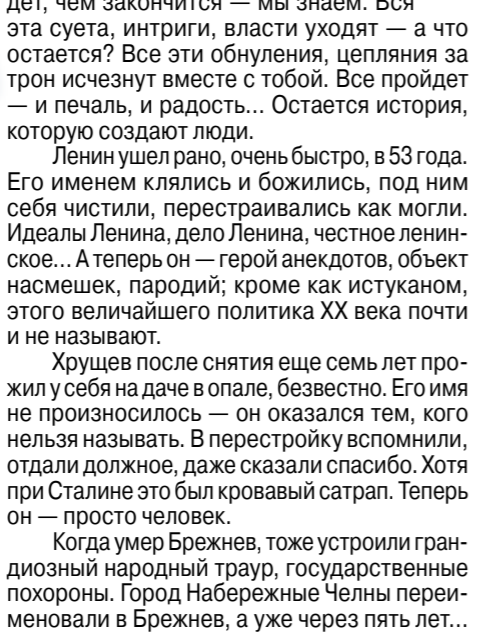 дет, чем закончится — мы знаем. Вся
эта суета, интриги, власти уходят — а что
остается? Все эти обнуления, цепляния за
трон исчезнут вместе с тобой. Все пройдет
— и печаль, и радость... Остается история,
которую создают люди.
Ленин ушел рано, очень быстро, в 53 года.
Его именем клялись и божились, под ним
себя чистили, перестраивались как могли.
Идеалы Ленина, дело Ленина, честное ленин-
ское... А теперь он — герой анекдотов, объект
насмешек, пародий; кроме как истуканом,
этого величайшего политика XX века почти
и не называют.
Хрущев после снятия еще семь лет про-
жил у себя на даче в опале, безвестно. Его имя
не произносилось — он оказался тем, кого
нельзя называть. В перестройку вспомнили,
отдали должное, даже сказали спасибо. Хотя
при Сталине это был кровавый сатрап. Теперь
он — просто человек.
Когда умер Брежнев, тоже устроили гран-
диозный народный траур, государственные
похороны. Город Набережные Челны переи-
меновали в Брежнев, а уже через пять лет...